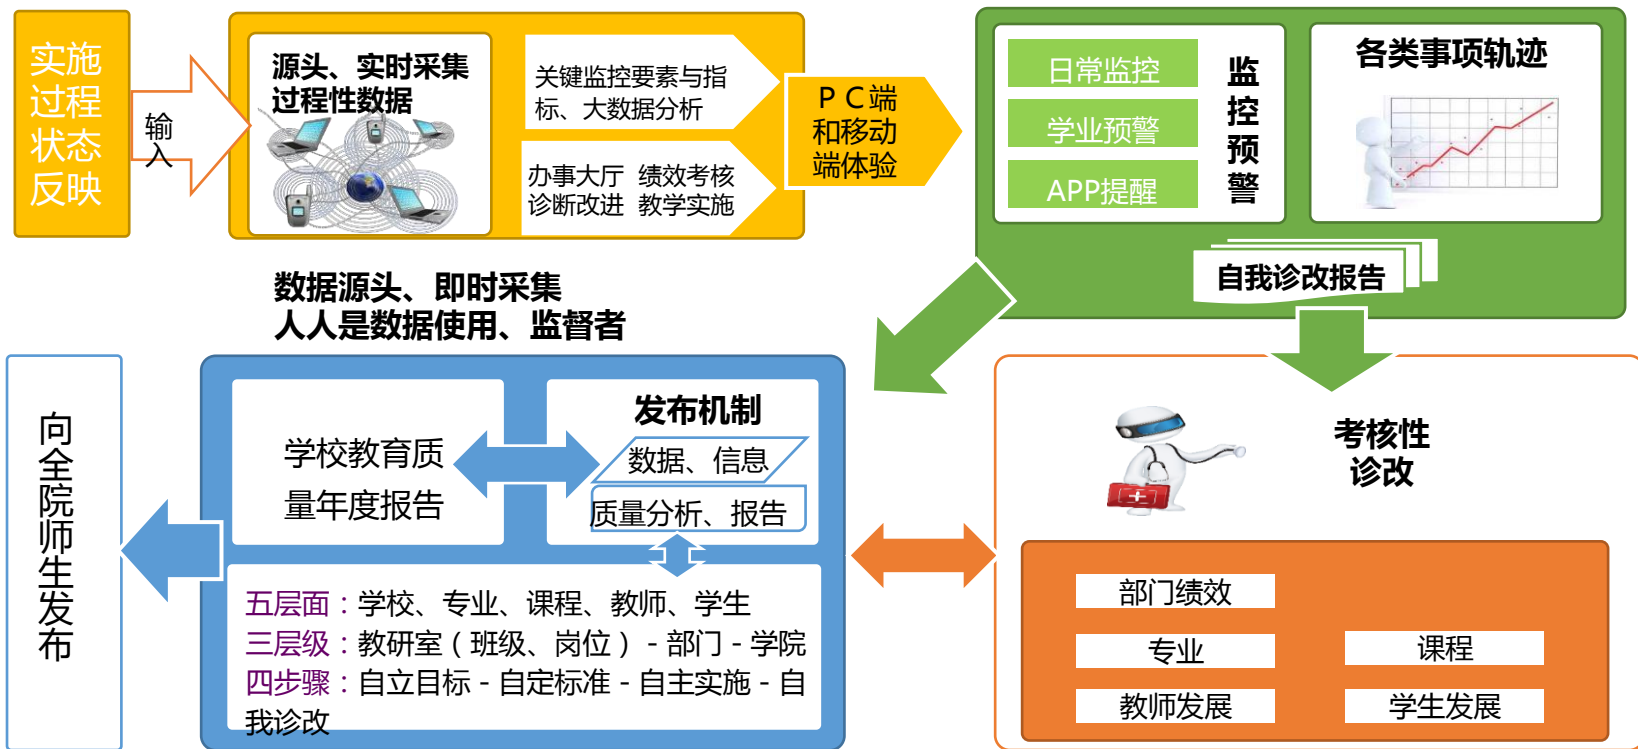 实施
过程
状态
反映
输
入
源头、实时采集
过程性数据
关键监控要素与指
标、大数据分析
办事大厅 绩效考核
诊断改进 教学实施
PC端
和移动
端体验
日常监控
学业预警
APP提醒
监
控
预
警
各类事项轨迹
自我诊改报告
数据源头、即时采集
人人是数据使用、监督者
向
全
院
师
生
发
布
学校教育质
量年度报告
发布机制
数据、信息
质量分析、报告
五层面：学校、专业、课程、教师、学生
三层级：教研室（班级、岗位）-部门-学院
四步骤：自立目标-自定标准-自主实施-自
我诊改
考核性
诊改
部门绩效
专业
课程
教师发展
学生发展